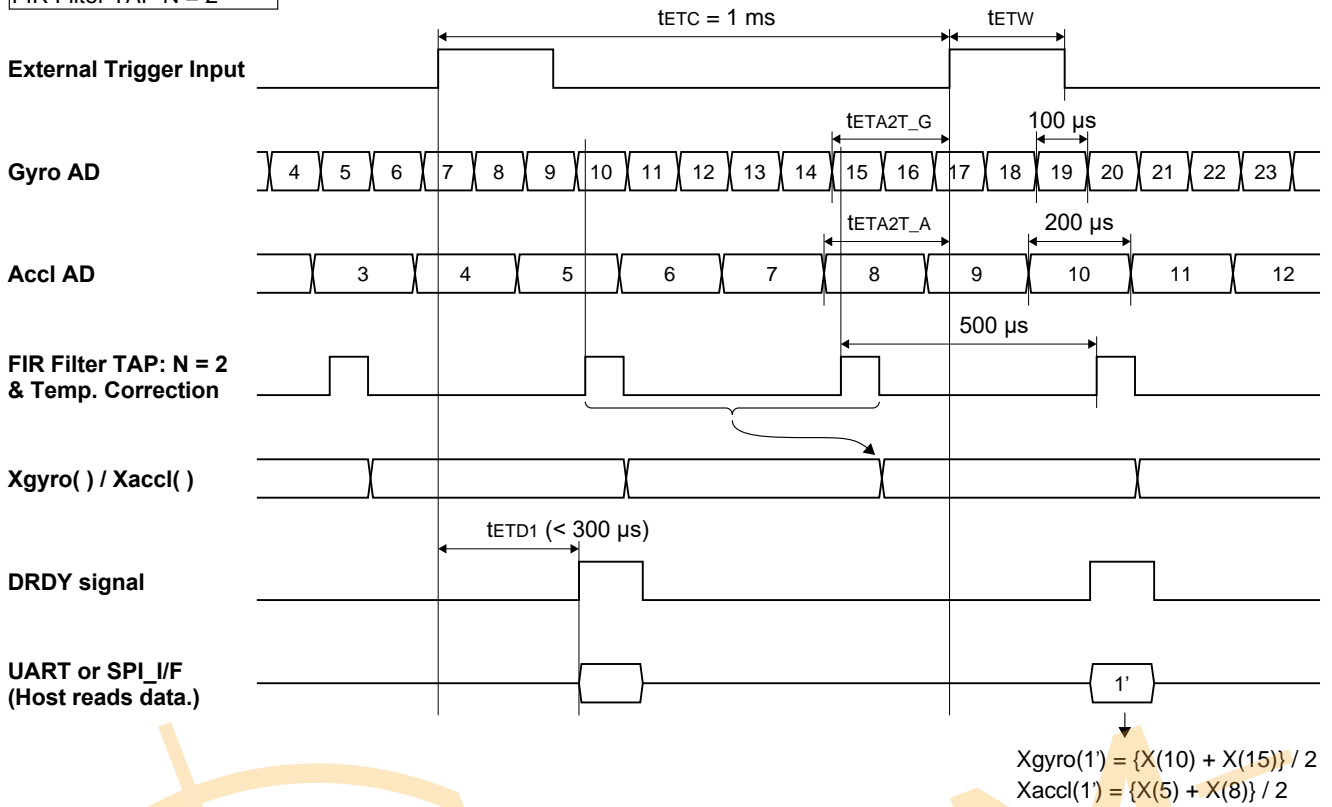 FIR Filter TAP N = 2
tETC = 1 ms
tETW
External Trigger Input
tETA2T_G
100 µs
Gyro AD
4 5 6 7 8 9 10 11 12 13 14 15 16 17 18 19 20 21 22 23
tETA2T_A
200 µs
Accl AD
3 4 5 6 7 8 9 10 11 12
500 µs
FIR Filter TAP: N = 2
& Temp. Correction
Xgyro( ) / Xaccl( )
tETD1 (< 300 µs)
DRDY signal
UART or SPI_I/F
(Host reads data.)
1’
Xgyro(1’) = {X(10) + X(15)} / 2
Xaccl(1’) = {X(5) + X(8)} / 2